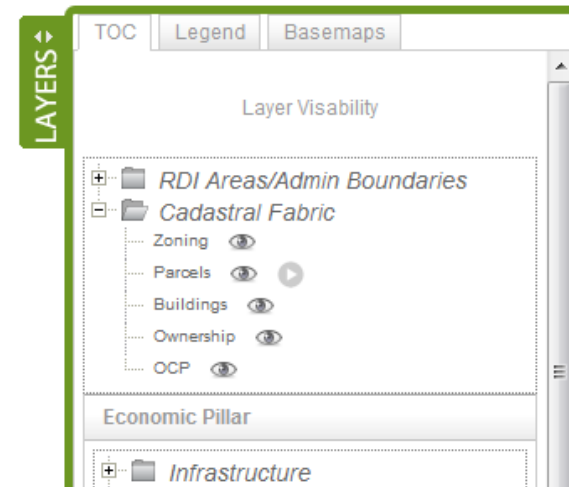 LAYERS
TOC Legend Basemaps
Layer Visability
RDI Areas/Admin Boundaries
Cadastral Fabric
Zoning
Parcels
Buildings
Ownership
OCP
Economic Pillar
Infrastructure